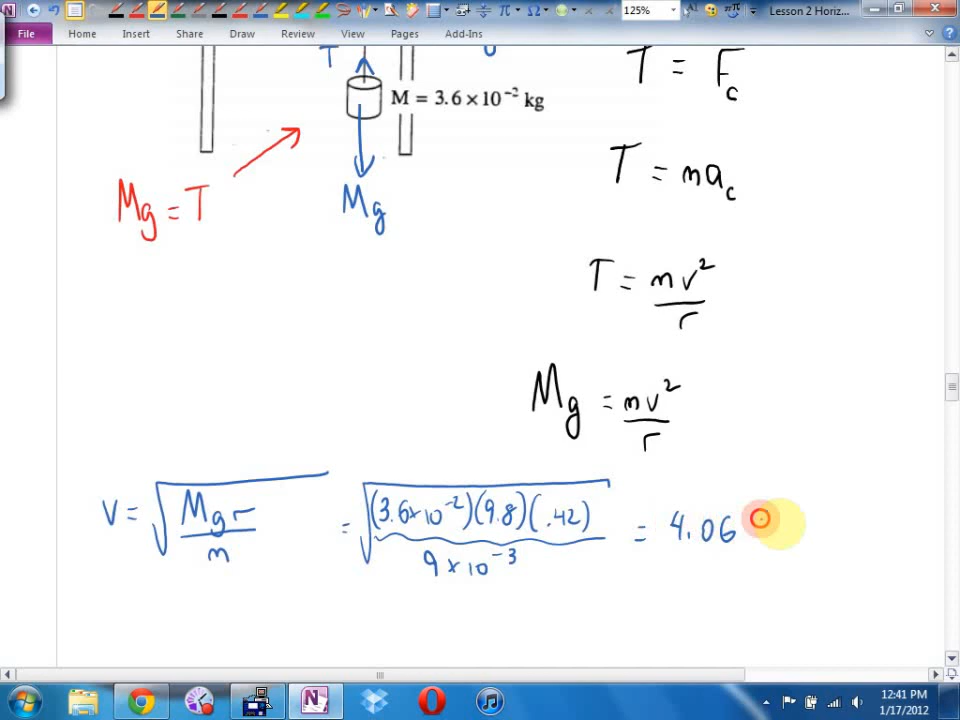 125%
Lesson 2 Horiz...
File Home Insert Share Draw Review View Pages Add-Ins
T
T = Fc
M = 3.6 × 10⁻² kg
T = mac
Mg = T
Mg
T = mv²/r
Mg = mv²/r
v = √(Mgr/m) = √((3.6×10⁻²)(9.8)(.42)/(9×10⁻³)) = 4.06
12:41 PM
1/17/2012